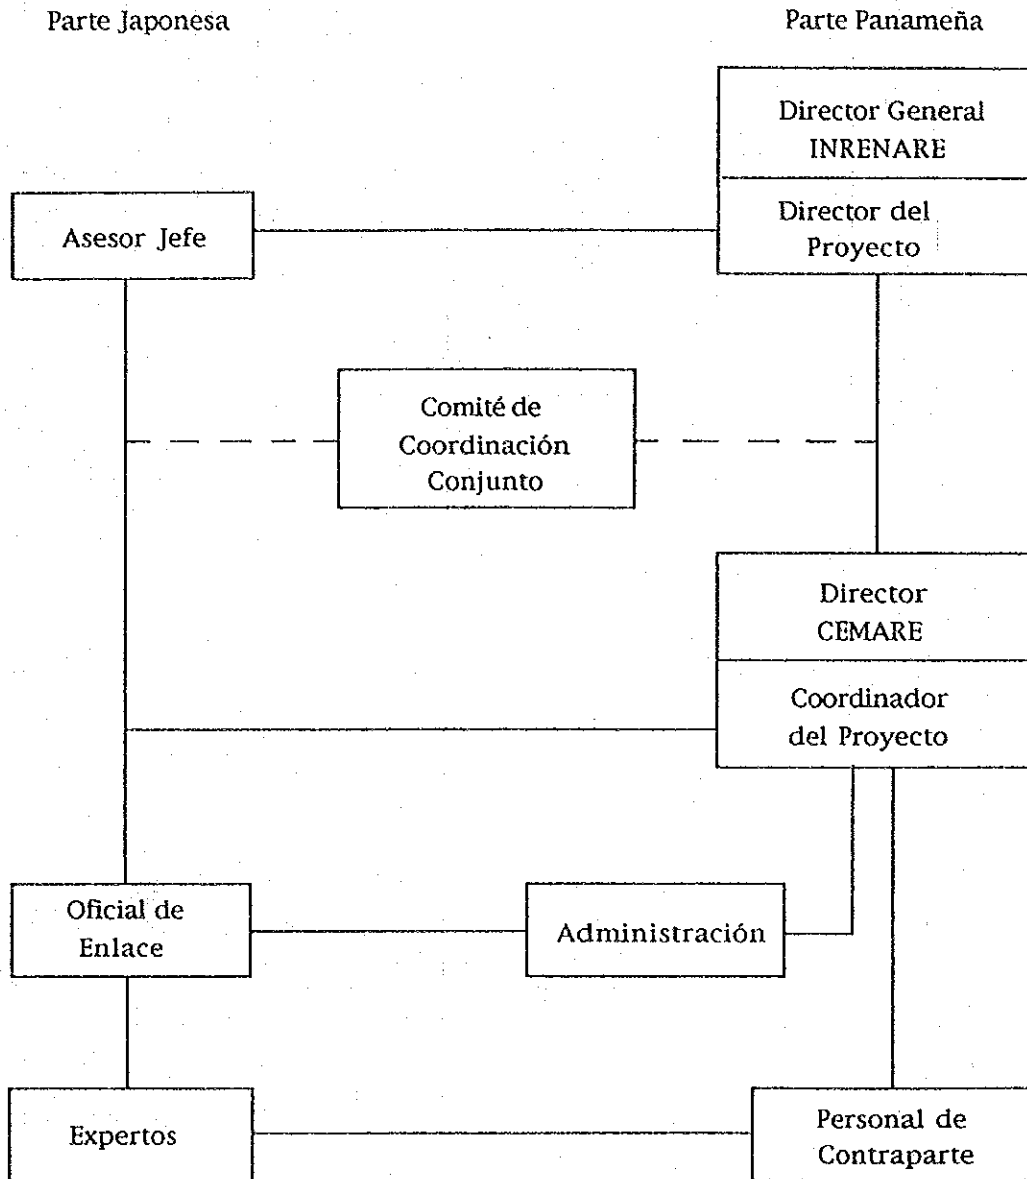 Parte Japonesa
Parte Panameña
Director General
INRENARE
Asesor Jefe
Director del
Proyecto
Comité de
Coordinación
Conjunto
Director
CEMARE
Coordinador
del Proyecto
Oficial de
Enlace
Administración
Expertos
Personal de
Contraparte